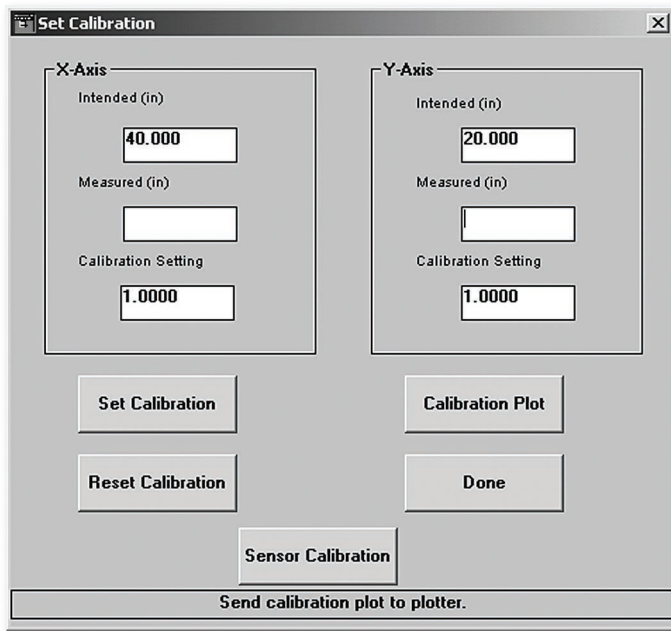 Set Calibration
X-Axis
Intended (in)
40.000
Measured (in)
Calibration Setting
1.0000
Y-Axis
Intended (in)
20.000
Measured (in)
Calibration Setting
1.0000
Set Calibration
Calibration Plot
Reset Calibration
Done
Sensor Calibration
Send calibration plot to plotter.